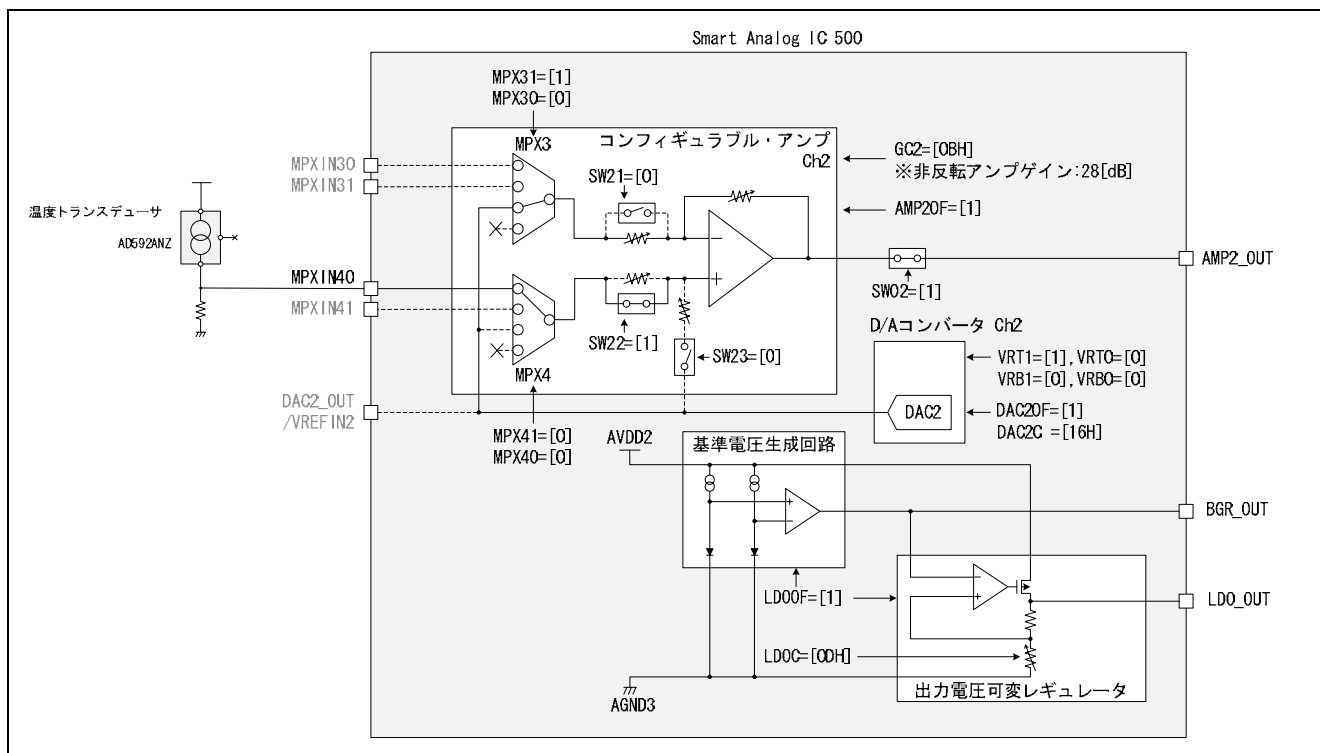 Smart Analog IC 500
MPX31=[1]
MPX30=[0]
コンフィギュラブル・アンプ
Ch2
MPX3
GC2=[0BH]
※非反転アンプゲイン:28[dB]
MPXIN30
MPXIN31
SW21=[0]
AMP2OF=[1]
温度トランスデューサ
AD592ANZ
MPXIN40
MPXIN41
AMP2_OUT
SW02=[1]
SW22=[1]
SW23=[0]
MPX4
D/Aコンバータ Ch2
VRT1=[1],VRT0=[0]
VRB1=[0],VRB0=[0]
DAC2
DAC2OF=[1]
DAC2C =[16H]
DAC2_OUT
/VREFIN2
MPX41=[0]
MPX40=[0]
AVDD2
基準電圧生成回路
BGR_OUT
LDOOF=[1]
LDO_OUT
LDOC=[0DH]
出力電圧可変レギュレータ
AGND3